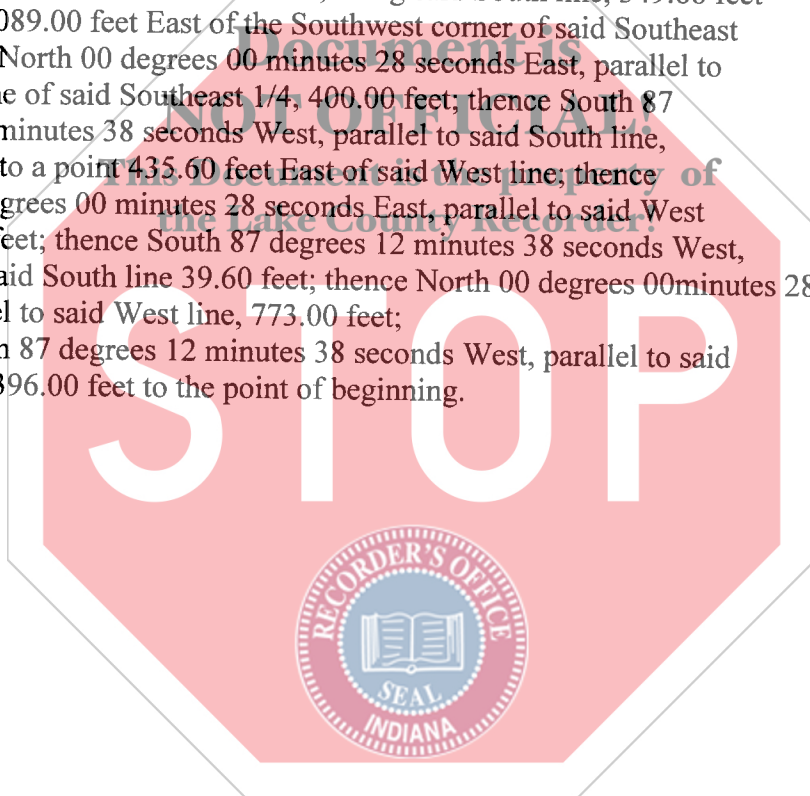 089.00 feet East of the Southwest corner of said Southeast
North 00 degrees 00 minutes 28 seconds East, parallel to
e of said Southeast 1/4, 400.00 feet; thence South 87
minutes 38 seconds West, parallel to said South line,
to a point 435.60 feet East of said West line; thence
grees 00 minutes 28 seconds East, parallel to said West
eet; thence South 87 degrees 12 minutes 38 seconds West,
aid South line 39.60 feet; thence North 00 degrees 00minutes 28
el to said West line, 773.00 feet;
h 87 degrees 12 minutes 38 seconds West, parallel to said
396.00 feet to the point of beginning.
Document is
NOT OFFICIAL!
This Document is the property of
the Lake County Recorder!
STOP
RECORDER'S OFFICE
SEAL
INDIANA